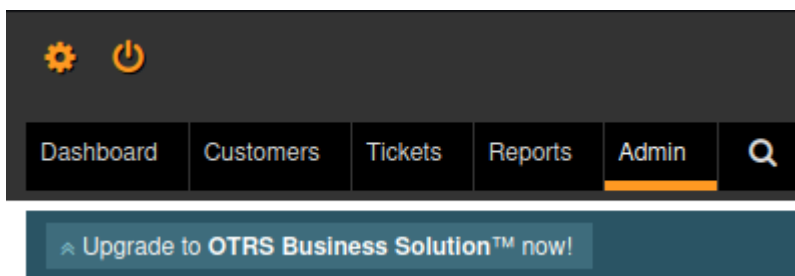 Dashboard Customers Tickets Reports Admin
Upgrade to OTRS Business Solution™ now!